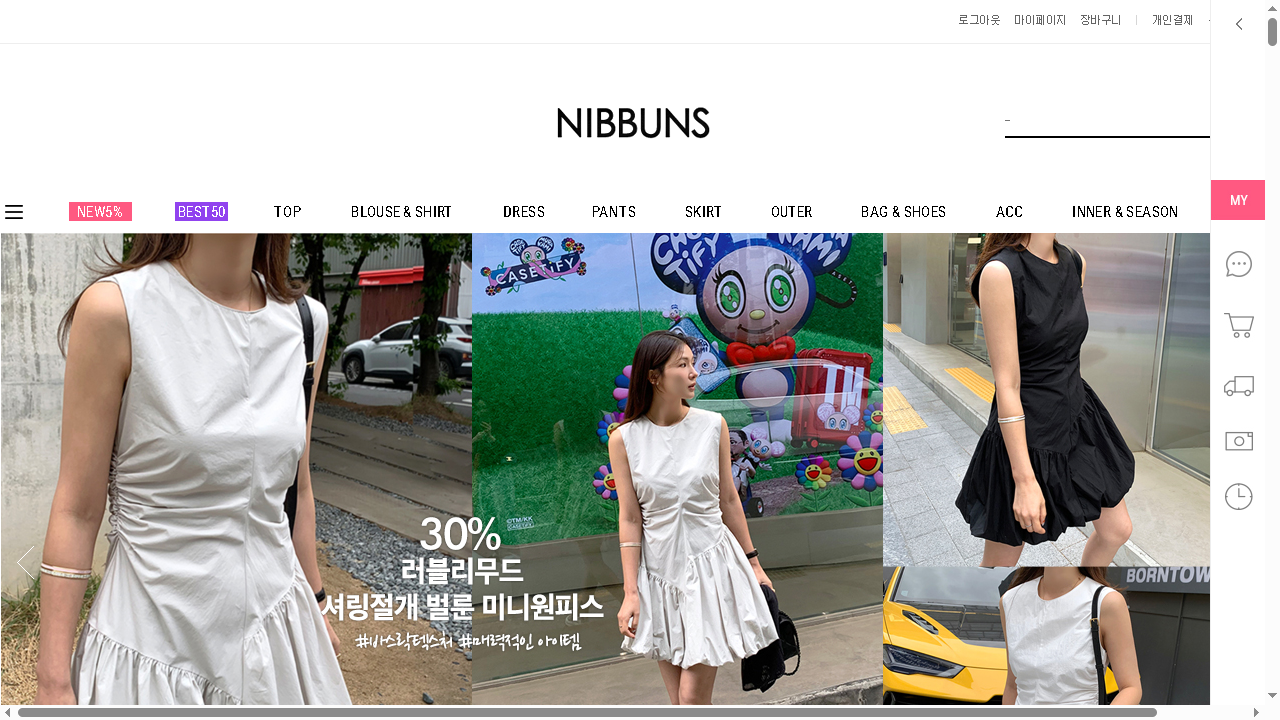 로그아웃 마이페이지 장바구니 개인결제
NIBBUNS
NEW5% BEST50 TOP BLOUSE & SHIRT DRESS PANTS SKIRT OUTER BAG & SHOES ACC INNER & SEASON
MY
CASETiFY
BORNTOW
30%
러블리무드
셔링절개 벌룬 미니원피스
#바스락텍스처 #매력적인 아이템